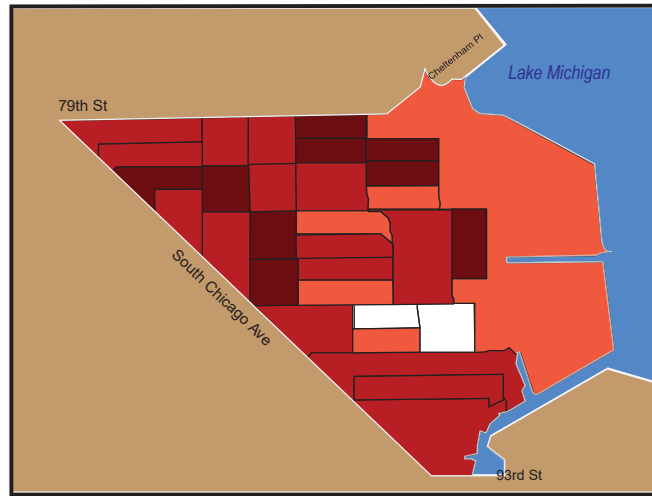 Cheltenham Pl
Lake Michigan
79th St
South Chicago Ave
93rd St